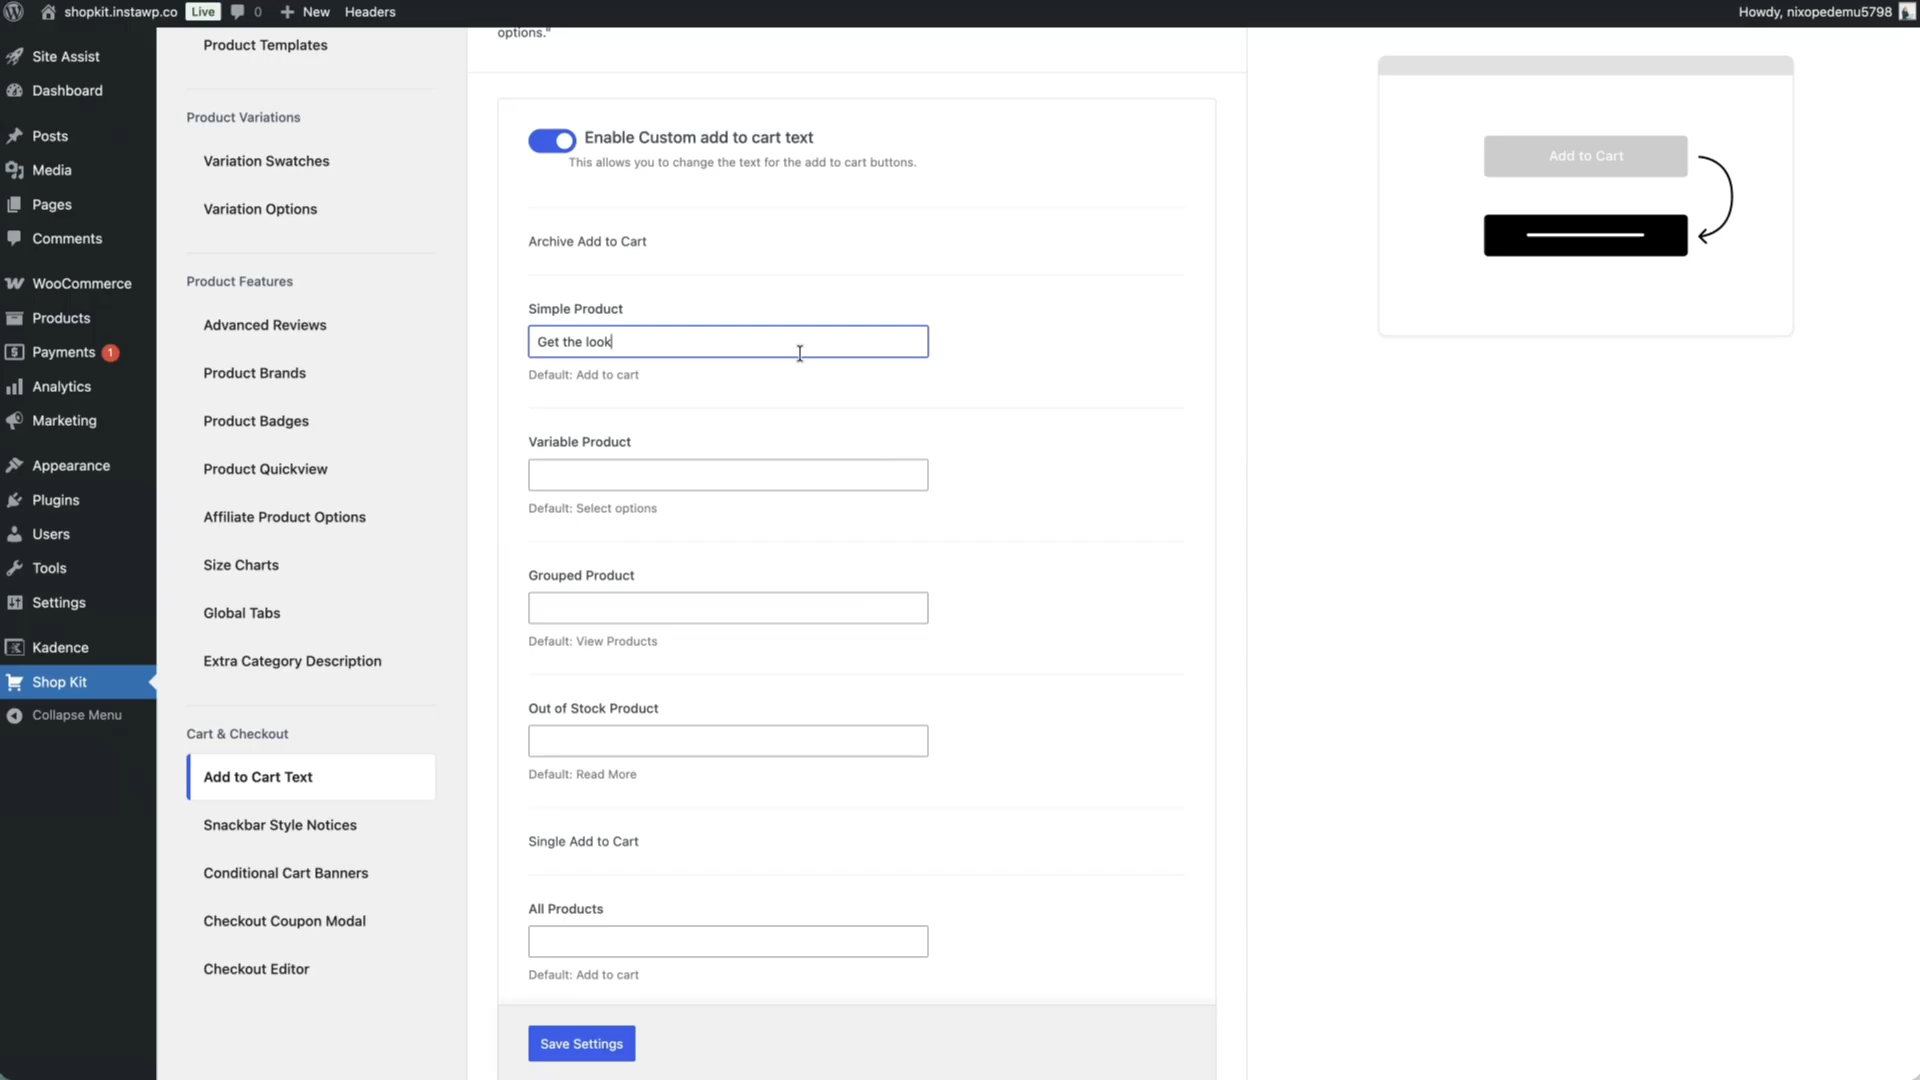 shopkit.instawp.co
Live
0
New
Headers
Howdy, nixopedemu5798
Site Assist
Dashboard
Posts
Media
Pages
Comments
WooCommerce
Products
Payments 1
Analytics
Marketing
Appearance
Plugins
Users
Tools
Settings
Kadence
Shop Kit
Collapse Menu
Product Templates
Product Variations
Variation Swatches
Variation Options
Product Features
Advanced Reviews
Product Brands
Product Badges
Product Quickview
Affiliate Product Options
Size Charts
Global Tabs
Extra Category Description
Cart & Checkout
Add to Cart Text
Snackbar Style Notices
Conditional Cart Banners
Checkout Coupon Modal
Checkout Editor
options."
Enable Custom add to cart text
This allows you to change the text for the add to cart buttons.
Archive Add to Cart
Simple Product
Get the look
Default: Add to cart
Variable Product
Default: Select options
Grouped Product
Default: View Products
Out of Stock Product
Default: Read More
Single Add to Cart
All Products
Default: Add to cart
Save Settings
Add to Cart